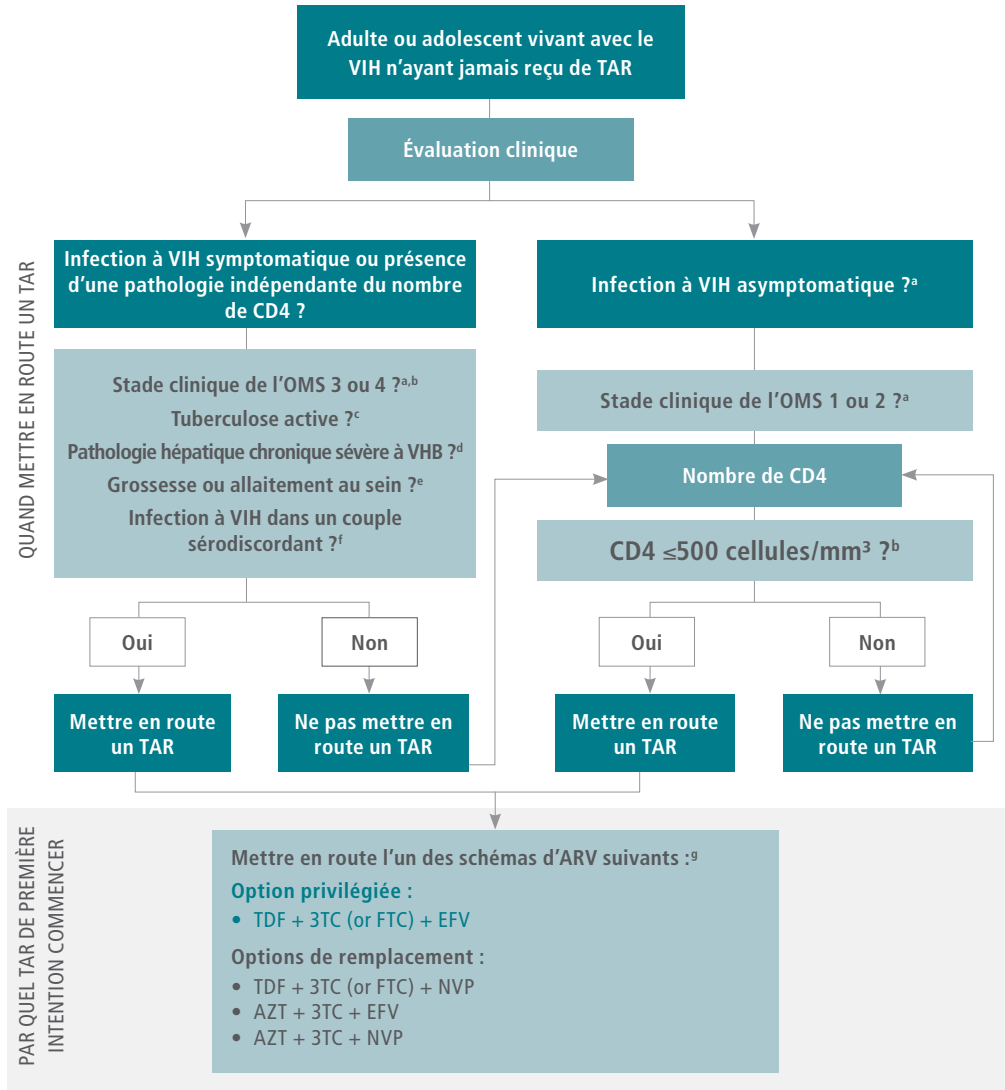 Adulte ou adolescent vivant avec le
VIH n'ayant jamais reçu de TAR
Évaluation clinique
QUAND METTRE EN ROUTE UN TAR
Infection à VIH symptomatique ou présence
d'une pathologie indépendante du nombre
de CD4 ?
Stade clinique de l'OMS 3 ou 4 ?a,b
Tuberculose active ?c
Pathologie hépatique chronique sévère à VHB ?d
Grossesse ou allaitement au sein ?e
Infection à VIH dans un couple
sérodiscordant ?f
Oui
Non
Mettre en route
un TAR
Ne pas mettre en
route un TAR
Infection à VIH asymptomatique ?a
Stade clinique de l'OMS 1 ou 2 ?a
Nombre de CD4
CD4 ≤500 cellules/mm³ ?b
Oui
Non
Mettre en route
un TAR
Ne pas mettre en
route un TAR
PAR QUEL TAR DE PREMIÈRE
INTENTION COMMENCER
Mettre en route l'un des schémas d'ARV suivants :g
Option privilégiée :
• TDF + 3TC (or FTC) + EFV
Options de remplacement :
• TDF + 3TC (or FTC) + NVP
• AZT + 3TC + EFV
• AZT + 3TC + NVP